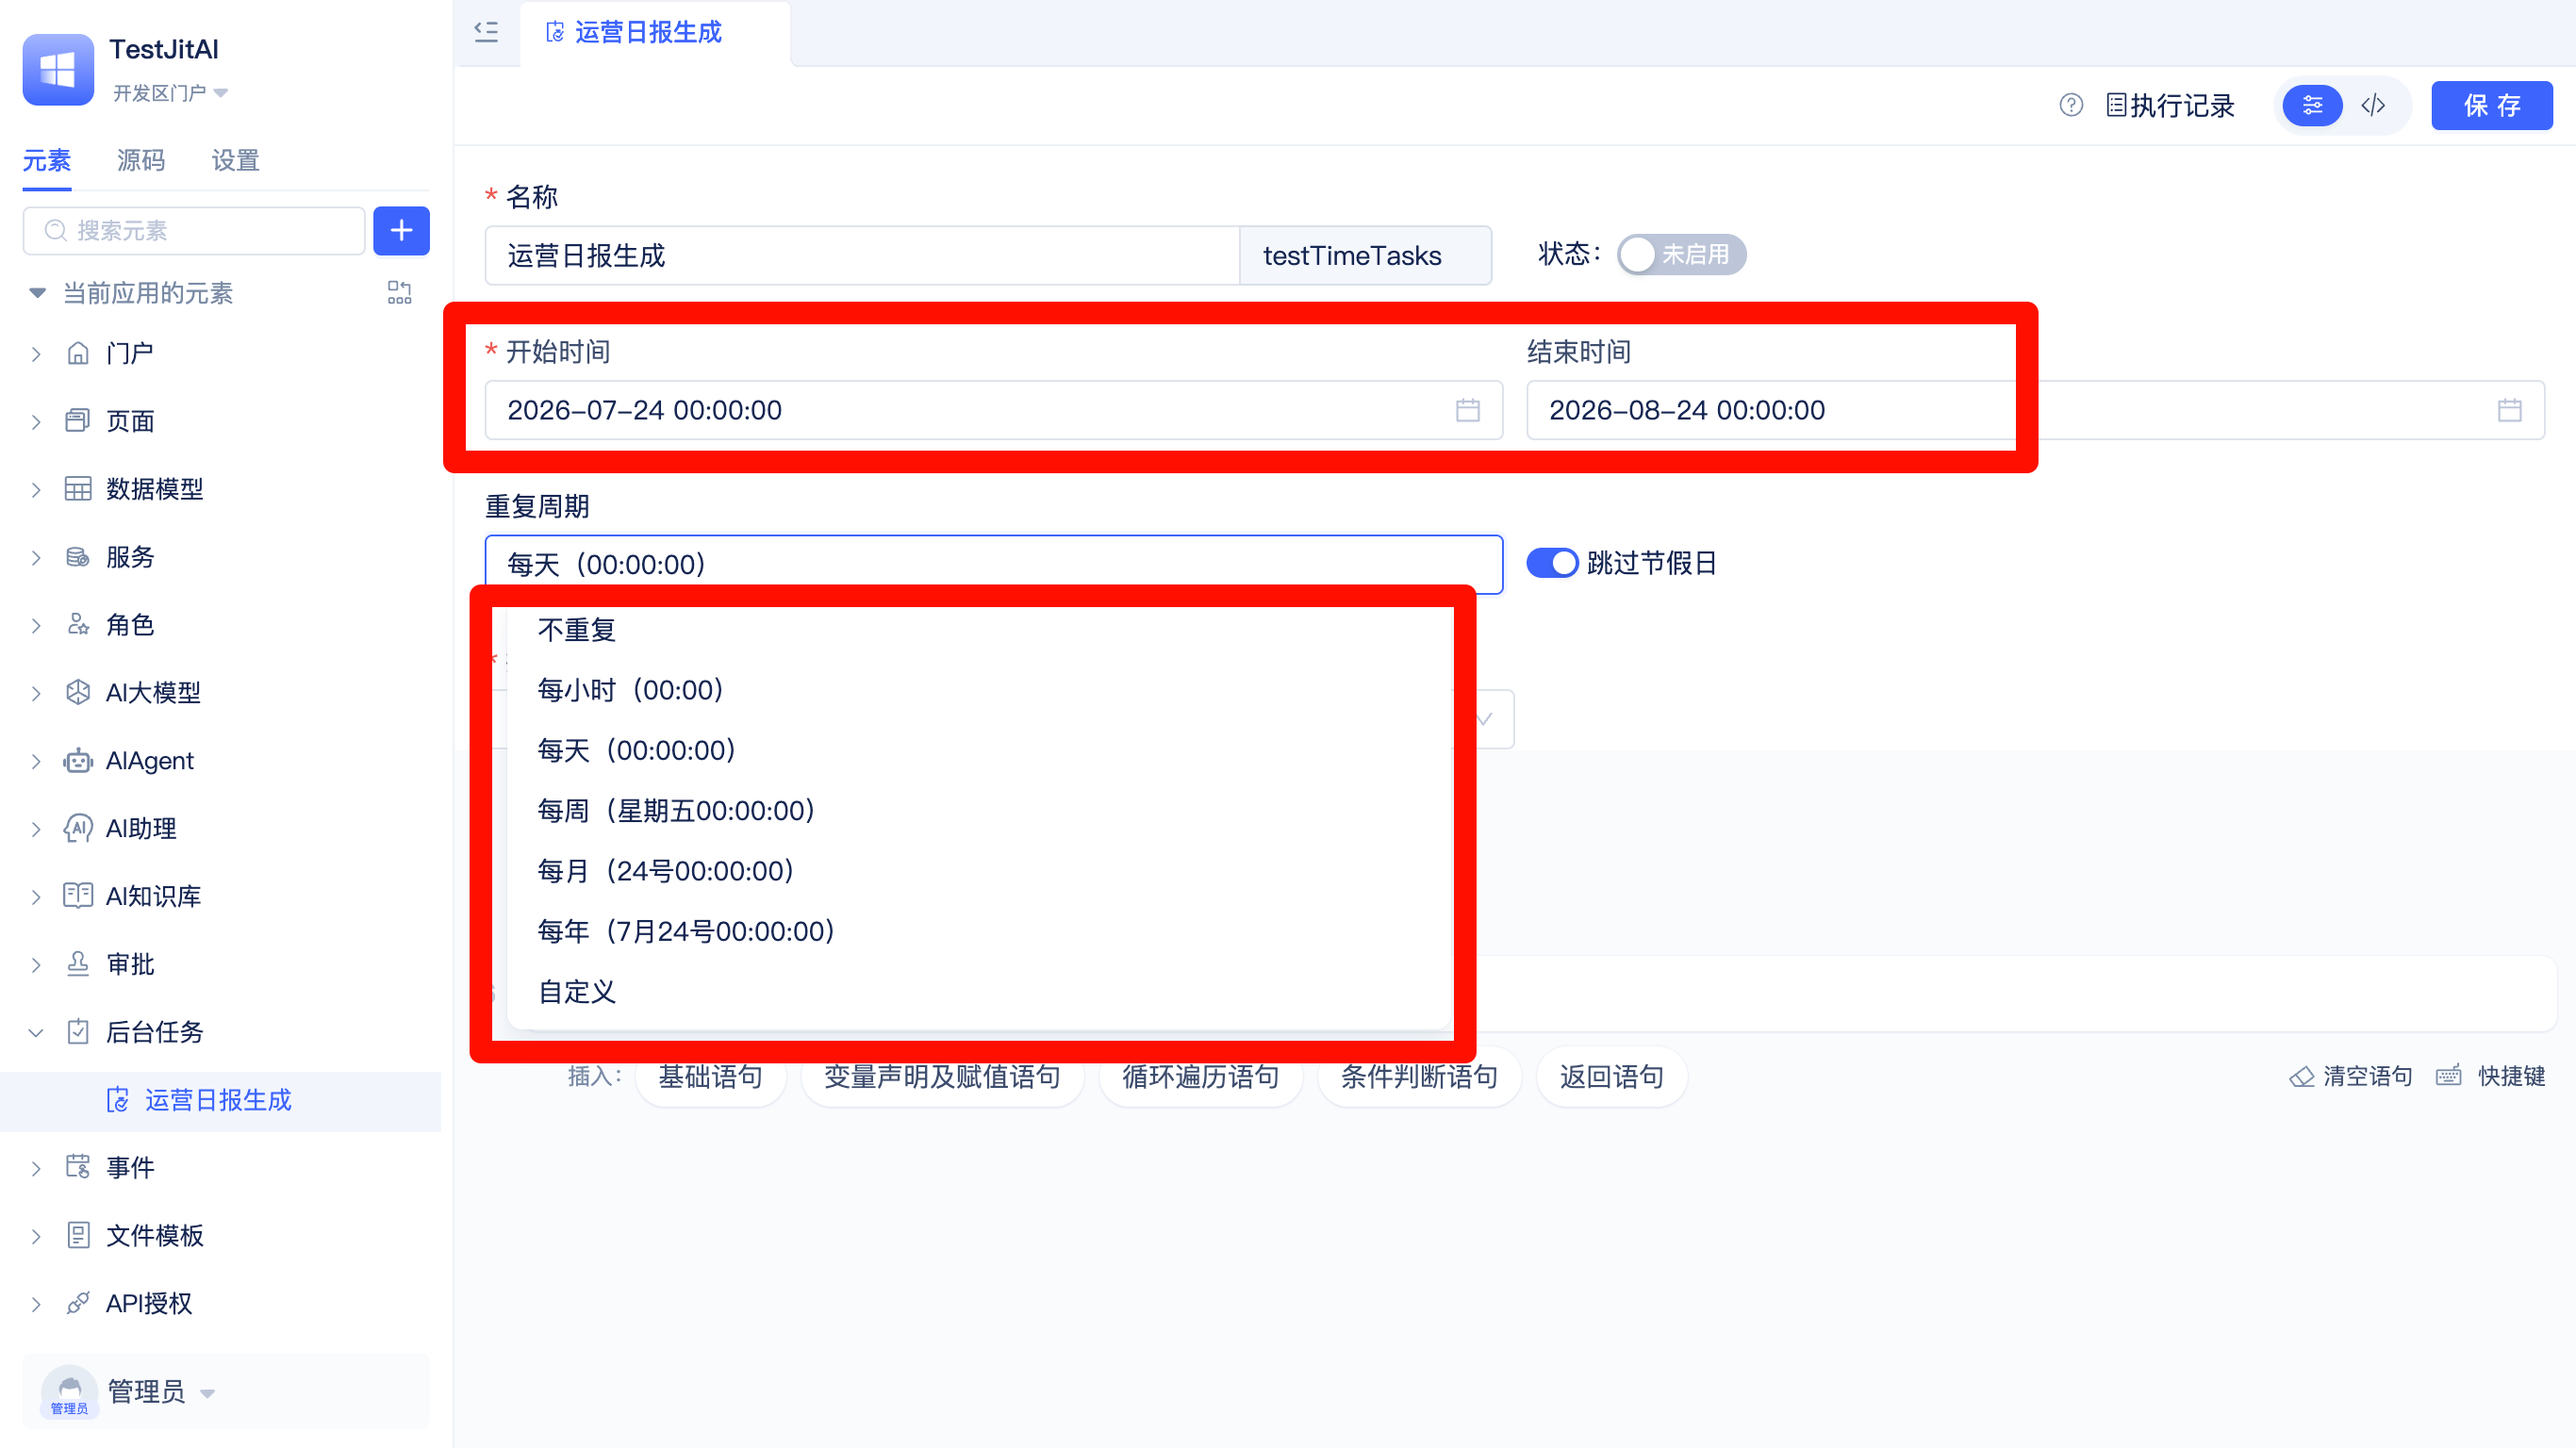 TestJitAI
开发区门户
元素 源码 设置
搜索元素
当前应用的元素
门户
页面
数据模型
服务
角色
AI大模型
AIAgent
AI助理
AI知识库
审批
后台任务
运营日报生成
事件
文件模板
API授权
管理员
管理员
运营日报生成
执行记录
保 存
* 名称
运营日报生成 testTimeTasks 状态： 未启用
* 开始时间 结束时间
2026-07-24 00:00:00 2026-08-24 00:00:00
重复周期
每天（00:00:00） 跳过节假日
不重复
每小时（00:00）
每天（00:00:00）
每周（星期五00:00:00）
每月（24号00:00:00）
每年（7月24号00:00:00）
自定义
插入： 基础语句 变量声明及赋值语句 循环遍历语句 条件判断语句 返回语句 清空语句 快捷键